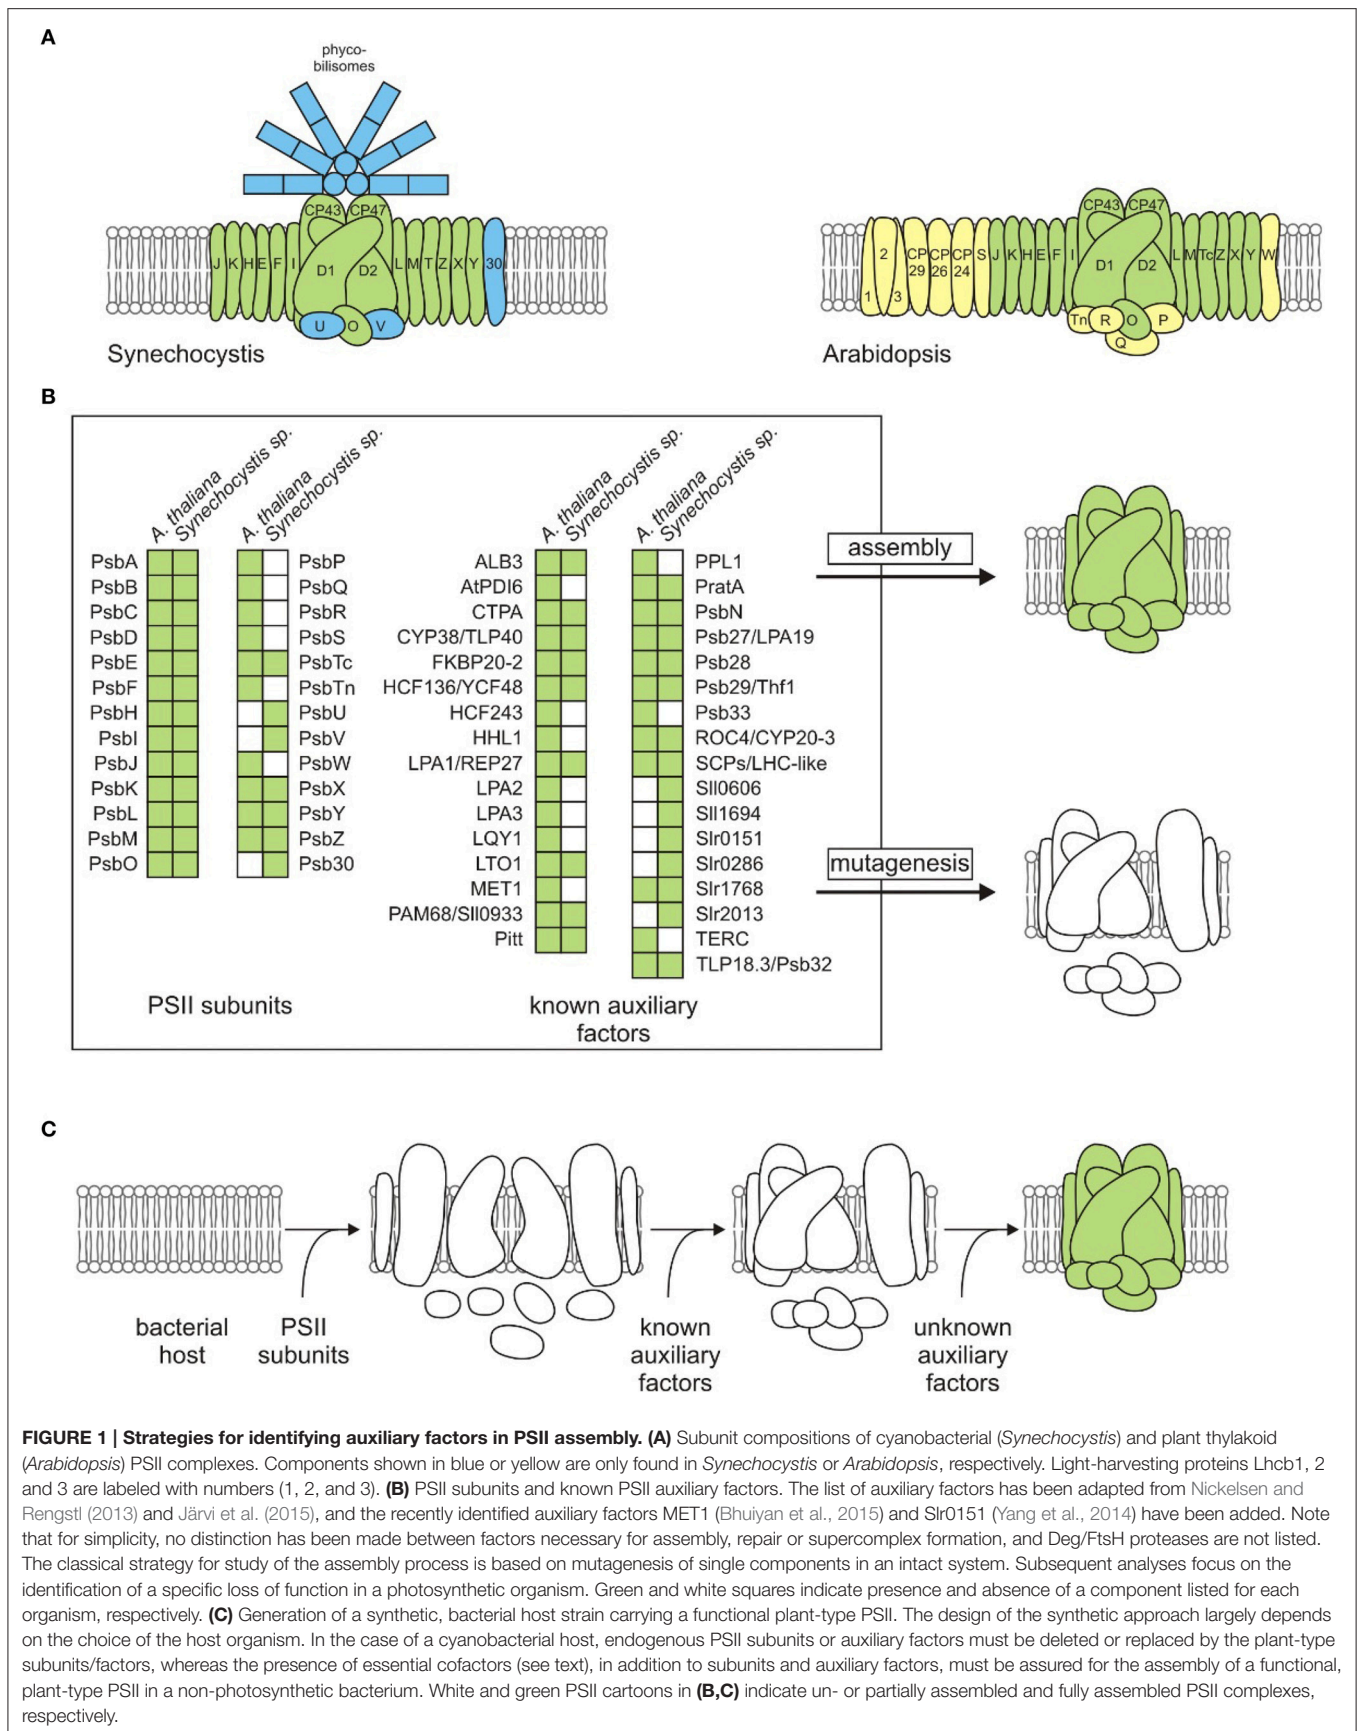 A
phyco-
bilisomes
CP43 CP47
J K H E F I D1 D2 L M T Z X Y 30
U O V
Synechocystis
CP43 CP47
1 2 3 CP29 CP26 CP24 S J K H E F I D1 D2 L M Tc Z X Y W
Tn R O P
Q
Arabidopsis
B
A. thaliana
Synechocystis sp.
A. thaliana
Synechocystis sp.
A. thaliana
Synechocystis sp.
A. thaliana
Synechocystis sp.
PsbA PsbP ALB3 PPL1
PsbB PsbQ AtPDI6 PratA
PsbC PsbR CTPA PsbN
PsbD PsbS CYP38/TLP40 Psb27/LPA19
PsbE PsbTc FKBP20-2 Psb28
PsbF PsbTn HCF136/YCF48 Psb29/Thf1
PsbH PsbU HCF243 Psb33
PsbI PsbV HHL1 ROC4/CYP20-3
PsbJ PsbW LPA1/REP27 SCPs/LHC-like
PsbK PsbX LPA2 Sll0606
PsbL PsbY LPA3 Sll1694
PsbM PsbZ LQY1 Slr0151
PsbO Psb30 LTO1 Slr0286
MET1 Slr1768
PAM68/Sll0933 Slr2013
Pitt TERC
TLP18.3/Psb32
PSII subunits
known auxiliary
factors
assembly
mutagenesis
C
bacterial
host
PSII
subunits
known
auxiliary
factors
unknown
auxiliary
factors
FIGURE 1 | Strategies for identifying auxiliary factors in PSII assembly. (A) Subunit compositions of cyanobacterial (Synechocystis) and plant thylakoid
(Arabidopsis) PSII complexes. Components shown in blue or yellow are only found in Synechocystis or Arabidopsis, respectively. Light-harvesting proteins Lhcb1, 2
and 3 are labeled with numbers (1, 2, and 3). (B) PSII subunits and known PSII auxiliary factors. The list of auxiliary factors has been adapted from Nickelsen and
Rengstl (2013) and Järvi et al. (2015), and the recently identified auxiliary factors MET1 (Bhuiyan et al., 2015) and Slr0151 (Yang et al., 2014) have been added. Note
that for simplicity, no distinction has been made between factors necessary for assembly, repair or supercomplex formation, and Deg/FtsH proteases are not listed.
The classical strategy for study of the assembly process is based on mutagenesis of single components in an intact system. Subsequent analyses focus on the
identification of a specific loss of function in a photosynthetic organism. Green and white squares indicate presence and absence of a component listed for each
organism, respectively. (C) Generation of a synthetic, bacterial host strain carrying a functional plant-type PSII. The design of the synthetic approach largely depends
on the choice of the host organism. In the case of a cyanobacterial host, endogenous PSII subunits or auxiliary factors must be deleted or replaced by the plant-type
subunits/factors, whereas the presence of essential cofactors (see text), in addition to subunits and auxiliary factors, must be assured for the assembly of a functional,
plant-type PSII in a non-photosynthetic bacterium. White and green PSII cartoons in (B,C) indicate un- or partially assembled and fully assembled PSII complexes,
respectively.